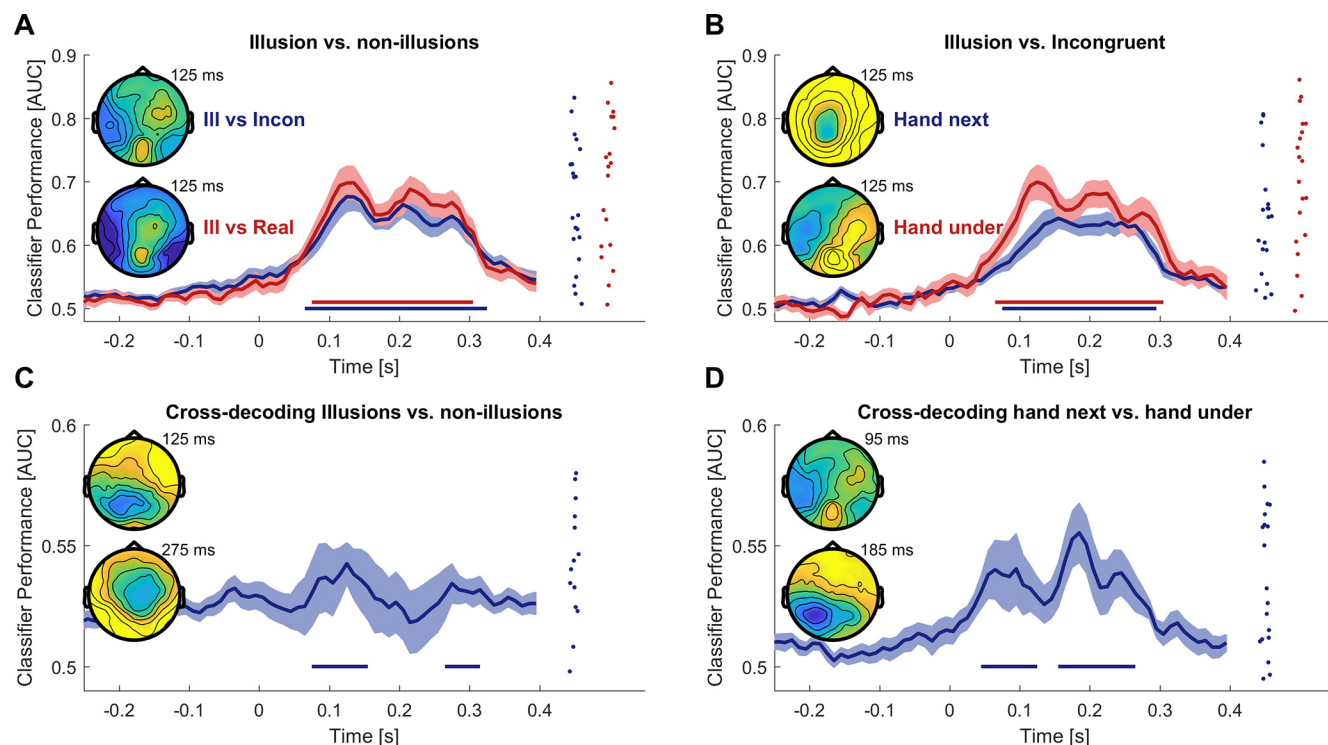 A
Illusion vs. non-illusions
0.9
0.8
0.7
0.6
0.5
Classifier Performance [AUC]
125 ms
Ill vs Incon
125 ms
Ill vs Real
-0.2 -0.1 0 0.1 0.2 0.3 0.4
Time [s]
B
Illusion vs. Incongruent
0.9
0.8
0.7
0.6
0.5
Classifier Performance [AUC]
125 ms
Hand next
125 ms
Hand under
-0.2 -0.1 0 0.1 0.2 0.3 0.4
Time [s]
C
Cross-decoding Illusions vs. non-illusions
0.6
0.55
0.5
Classifier Performance [AUC]
125 ms
275 ms
-0.2 -0.1 0 0.1 0.2 0.3 0.4
Time [s]
D
Cross-decoding hand next vs. hand under
0.6
0.55
0.5
Classifier Performance [AUC]
95 ms
185 ms
-0.2 -0.1 0 0.1 0.2 0.3 0.4
Time [s]